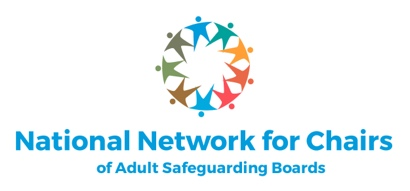 National Network for Chairs
of Adult Safeguarding Boards